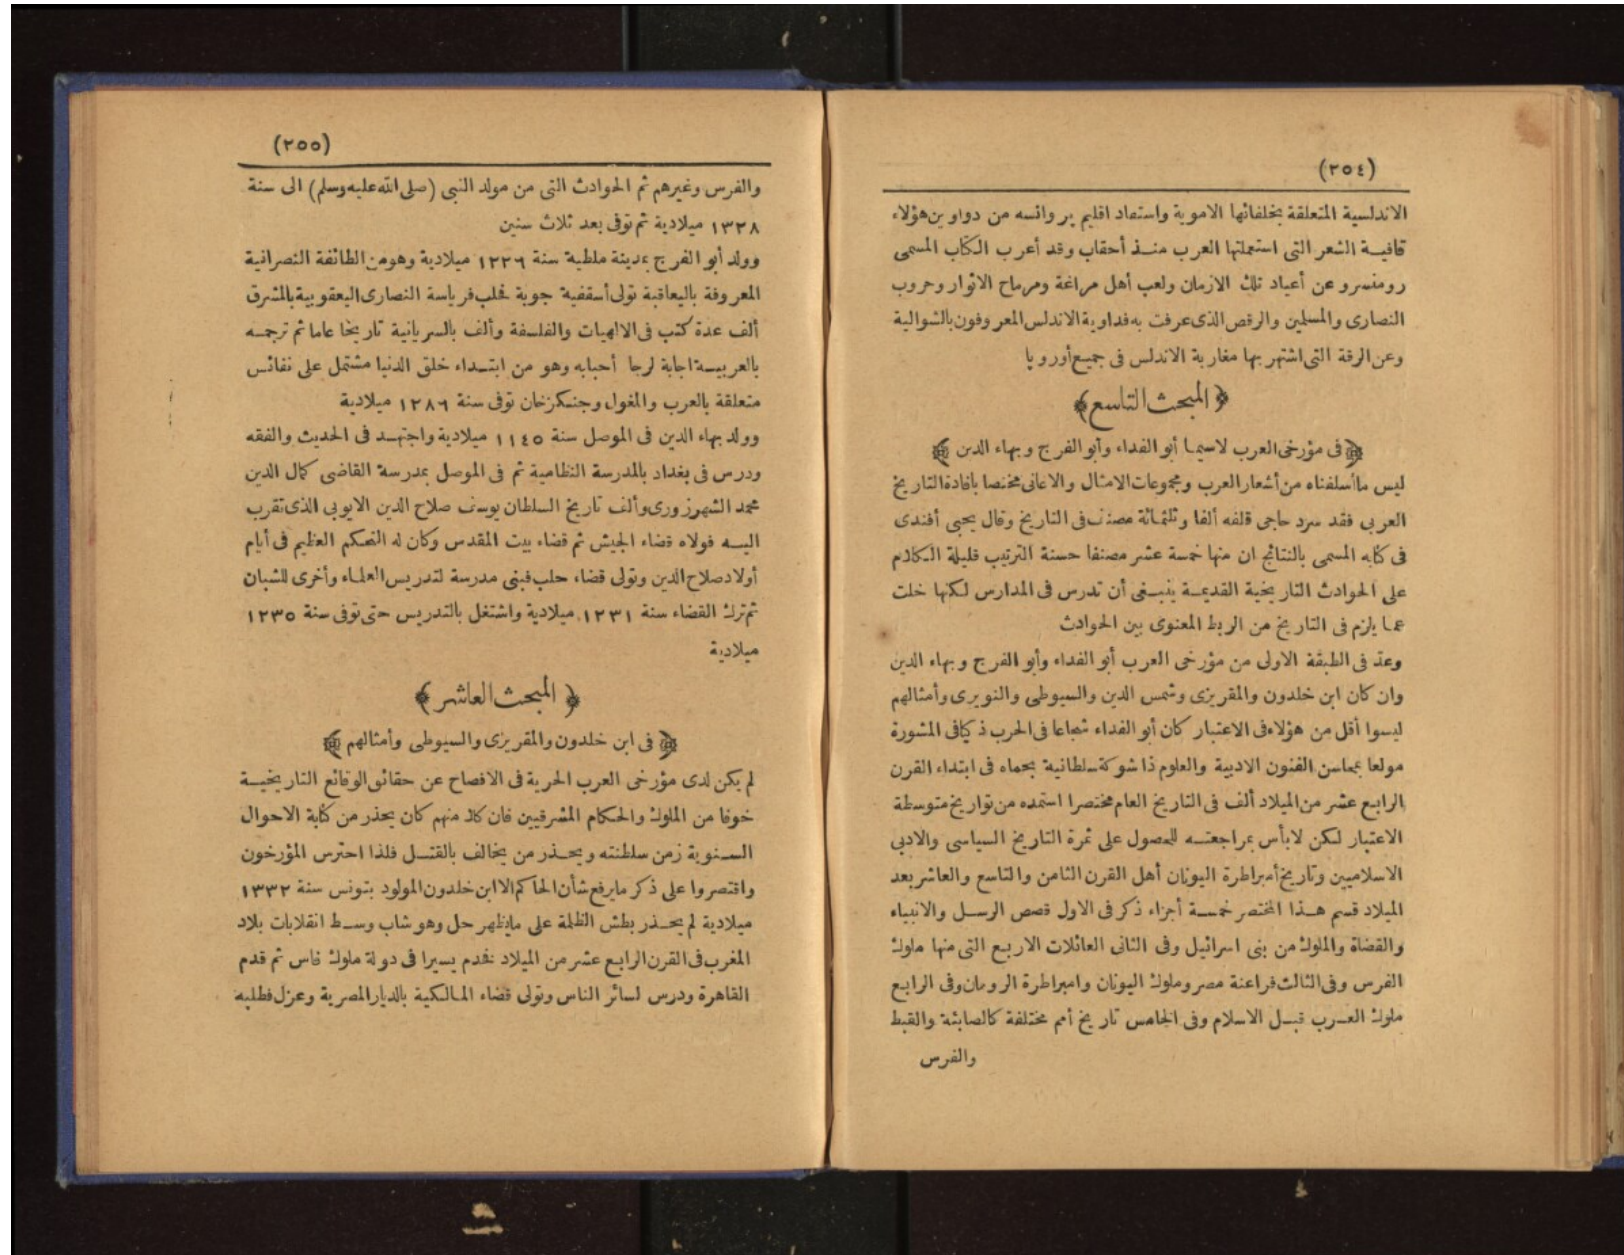 (٢٥٤)
الاندلسية المتعلقة بخلفائها الاموية واستفاد اقليم بروانسه من دواوين هؤلاء
قافيــة الشعر التى استعملتها العرب منــذ أحقاب وقد أعرب الكتاب المسمى
رومنسرو عن أعياد تلك الازمان ولعب أهل مراغة ومرماح الاثوار وحروب
النصارى والمسلمين والرقص الذى عرفت به فداوية الاندلس المعروفون بالشوالية
وعن الرقة التى اشتهر بها مغاربة الاندلس فى جميع أوروپا
﴿ المبحث التاسع ﴾
﴿ فى مؤرخى العرب لاسيما أبو الفداء وأبو الفرج وبهاء الدين ﴾
ليس ما أسلفناه من أشعار العرب ومجموعات الامثال والاغانى مختصا بافادة التاريخ
العربى فقد سرد حاجى قلفه ألفا وثلثمائة مصنف فى التاريخ وقال يحيى أفندى
فى كتابه المسمى بالنتائج ان منها خمسة عشر مصنفا حسنة الترتيب قليلة الكلام
على الحوادث التاريخية القديمــة ينبــغى أن تدرس فى المدارس لكنها خلت
عما يلزم فى التاريخ من الربط المعنوى بين الحوادث
وعدّ فى الطبقة الاولى من مؤرخى العرب أبو الفداء وأبو الفرج وبهاء الدين
وان كان ابن خلدون والمقريزى وشمس الدين والسيوطى والنويرى وأمثالهم
ليسوا أقل من هؤلاء فى الاعتبار كان أبو الفداء شجاعا فى الحرب ذكيا فى المشورة
مولعا بمحاسن الفنون الادبية والعلوم ذا شوكة سلطانية بحماه فى ابتداء القرن
الرابع عشر من الميلاد ألف فى التاريخ العام مختصرا استمده من تواريخ متوسطة
الاعتبار لكن لا بأس بمراجعتــه للحصول على ثمرة التاريخ السياسى والادبى
الاسلاميين وتاريخ أمبراطرة اليونان أهل القرن الثامن والتاسع والعاشر بعد
الميلاد قسم هــذا المختصر خمســة أجزاء ذكر فى الاول قصص الرســل والانبياء
والقضاة والملوك من بنى اسرائيل وفى الثانى العائلات الاربع التى منها ملوك
الفرس وفى الثالث فراعنة مصر وملوك اليونان وامبراطرة الرومان وفى الرابع
ملوك العــرب قبــل الاسلام وفى الخامس تاريخ أمم مختلفة كالصابئة والقبط
والفرس
(٢٥٥)
والفرس وغيرهم ثم الحوادث التى من مولد النبى (صلى الله عليه وسلم) الى سنة
١٣٢٨ ميلادية ثم توفى بعد ثلاث سنين
وولد أبو الفرج بمدينة ملطية سنة ١٢٢٦ ميلادية وهو من الطائفة النصرانية
المعروفة باليعاقبة تولى أسقفية جوبة فحلب فرياسة النصارى اليعقوبية بالمشرق
ألف عدة كتب فى الالهيات والفلسفة وألف بالسريانية تاريخا عاما ثم ترجمــه
بالعربيــة اجابة لرجا أحبابه وهو من ابتــداء خلق الدنيا مشتمل على نفائس
متعلقة بالعرب والمغول وجنكزخان توفى سنة ١٢٨٦ ميلادية
وولد بهاء الدين فى الموصل سنة ١١٤٥ ميلادية واجتهــد فى الحديث والفقه
ودرس فى بغداد بالمدرسة النظامية ثم فى الموصل بمدرسة القاضى كمال الدين
محمد الشهرزورى وألف تاريخ السلطان يوسف صلاح الدين الايوبى الذى تقرب
اليــه فولاه قضاء الجيش ثم قضاء بيت المقدس وكان له التحكم العظيم فى أيام
أولاد صلاح الدين وتولى قضاء حلب فبنى مدرسة لتدريس العلماء وأخرى للشبان
ثم ترك القضاء سنة ١٢٣١ ميلادية واشتغل بالتدريس حتى توفى سنة ١٢٣٥
ميلادية
﴿ المبحث العاشر ﴾
﴿ فى ابن خلدون والمقريزى والسيوطى وأمثالهم ﴾
لم يكن لدى مؤرخى العرب الحرية فى الافصاح عن حقائق الوقائع التاريخيــة
خوفا من الملوك والحكام المشرقيين فان كلا منهم كان يحذر من كتابة الاحوال
الســنوية زمن سلطنته ويحــذر من يخالف بالقتــل فلذا احترس المؤرخون
واقتصروا على ذكر ما يرفع شأن الحاكم الا ابن خلدون المولود بتونس سنة ١٣٣٢
ميلادية لم يحــذر بطش الظلمة على ما يظهر حل وهو شاب وســط انقلابات بلاد
المغرب فى القرن الرابع عشر من الميلاد فخدم يسيرا فى دولة ملوك فاس ثم قدم
القاهرة ودرس لسائر الناس وتولى قضاء المالكية بالديار المصرية وعزل فطلبه